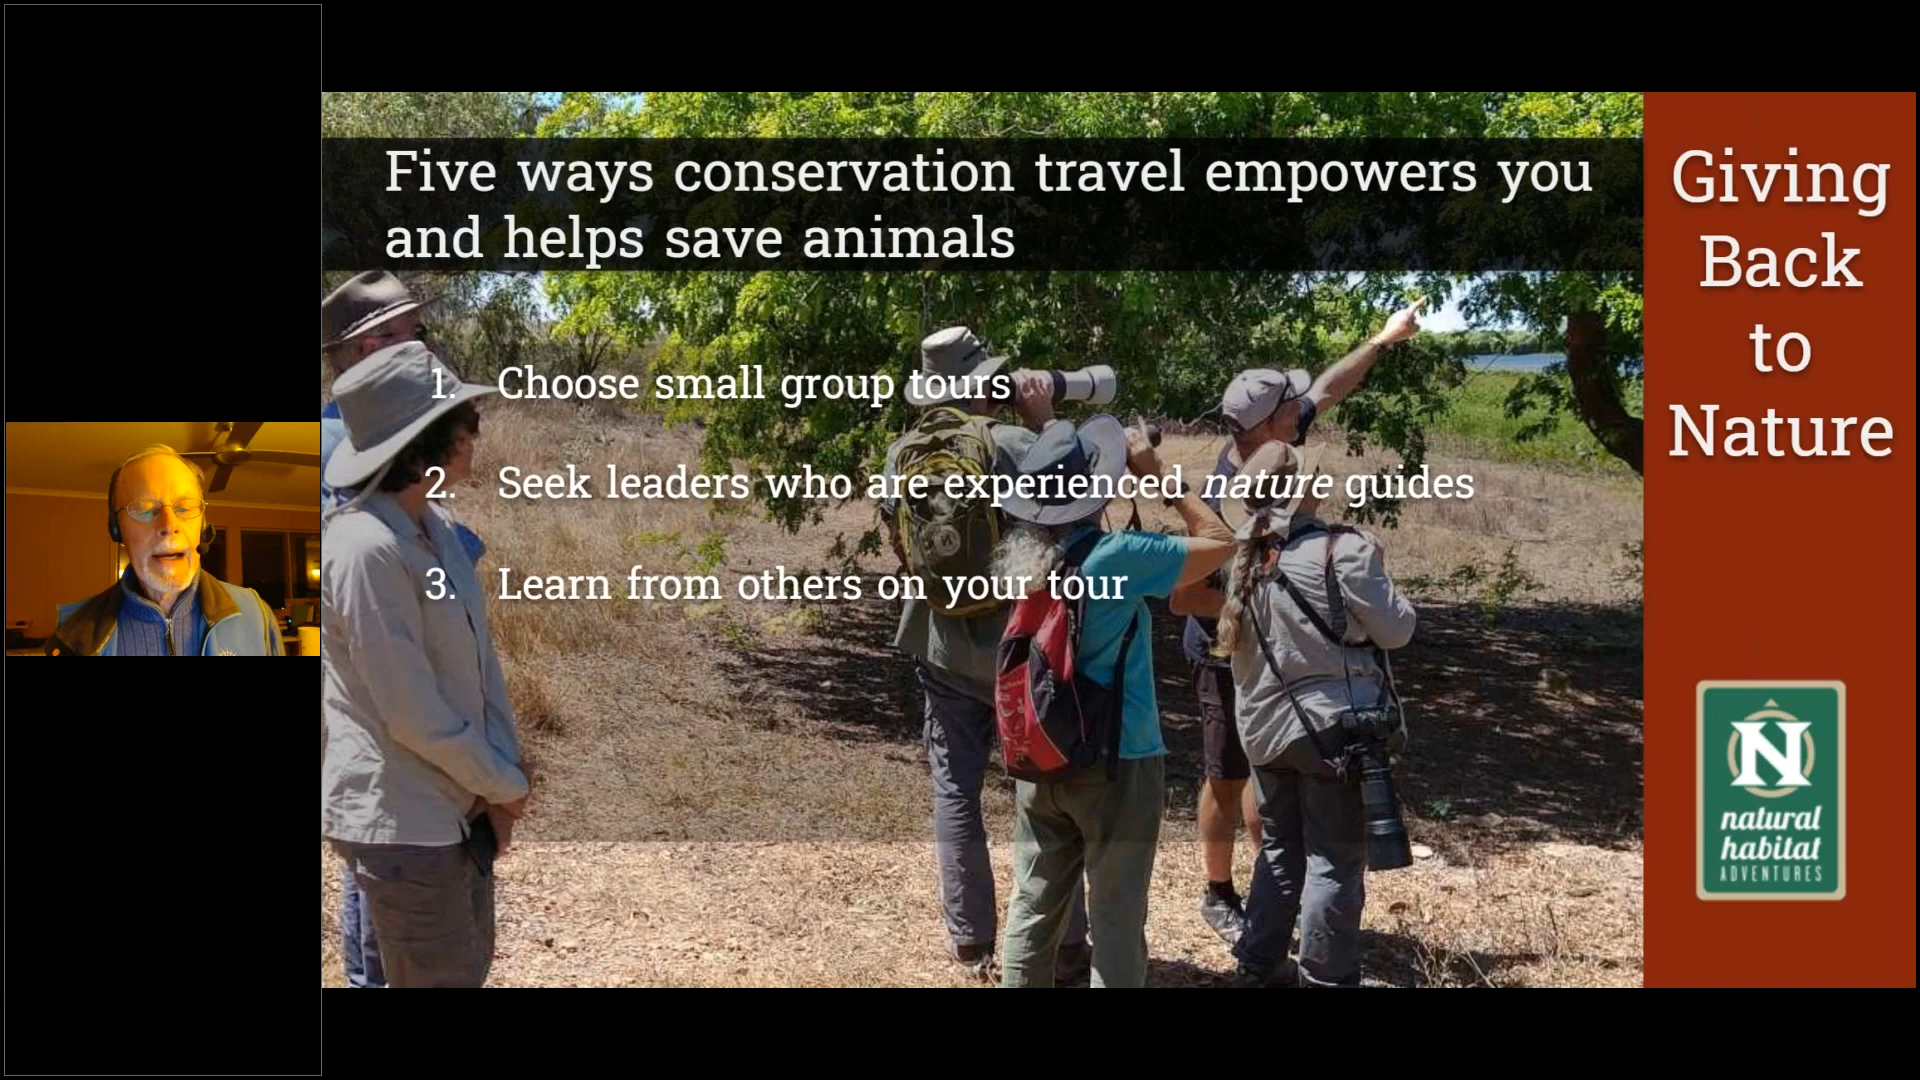 Five ways conservation travel empowers you
and helps save animals
1. Choose small group tours
2. Seek leaders who are experienced nature guides
3. Learn from others on your tour
Giving
Back
to
Nature
N
natural
habitat
ADVENTURES